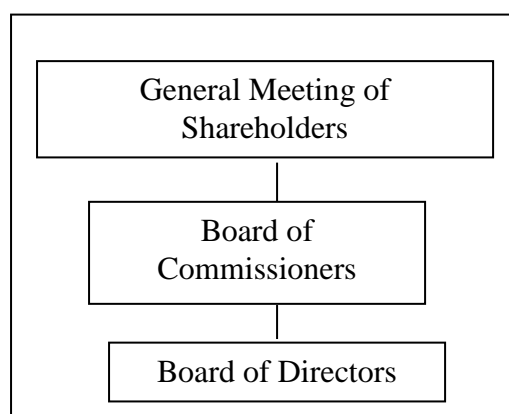 General Meeting of
Shareholders
Board of
Commissioners
Board of Directors